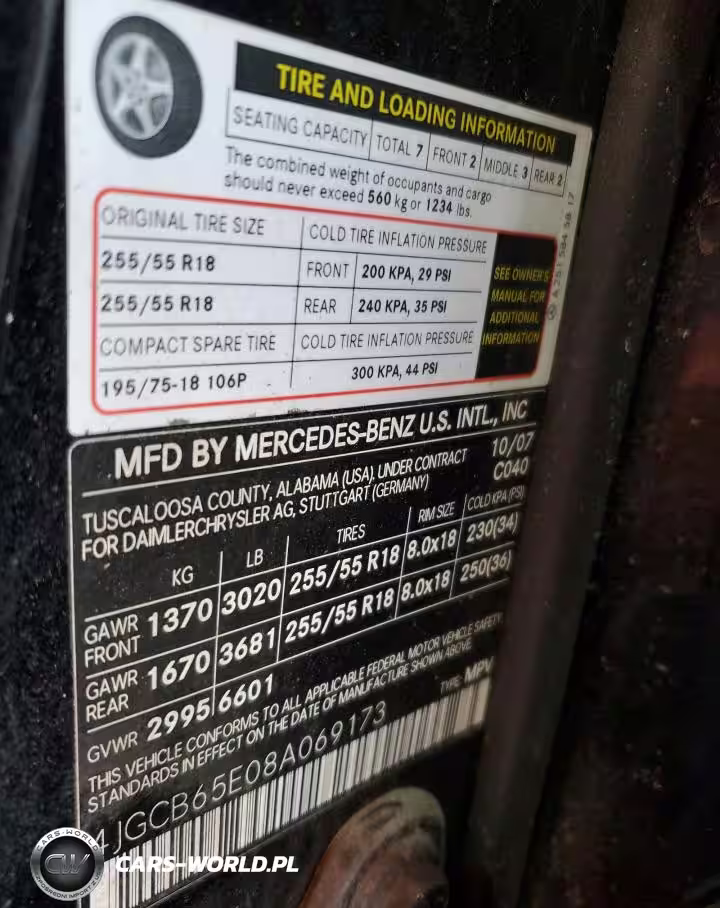 TIRE AND LOADING INFORMATION
SEATING CAPACITY TOTAL 7 FRONT 2 MIDDLE 3 REAR 2
The combined weight of occupants and cargo
should never exceed 560 kg or 1234 lbs.
ORIGINAL TIRE SIZE COLD TIRE INFLATION PRESSURE
255/55 R18 FRONT 200 KPA, 29 PSI
255/55 R18 REAR 240 KPA, 35 PSI
COMPACT SPARE TIRE COLD TIRE INFLATION PRESSURE
195/75-18 106P 300 KPA, 44 PSI
SEE OWNER'S
MANUAL FOR
ADDITIONAL
INFORMATION
A 251 584 58 17
MFD BY MERCEDES-BENZ U.S. INTL., INC
TUSCALOOSA COUNTY, ALABAMA (USA), UNDER CONTRACT 10/07
FOR DAIMLERCHRYSLER AG, STUTTGART (GERMANY) C040
KG LB TIRES RIM SIZE COLD KPA (PSI)
GAWR FRONT 1370 3020 255/55 R18 8.0x18 230(34)
GAWR REAR 1670 3681 255/55 R18 8.0x18 250(36)
GVWR 2995 6601
THIS VEHICLE CONFORMS TO ALL APPLICABLE FEDERAL MOTOR VEHICLE SAFETY
STANDARDS IN EFFECT ON THE DATE OF MANUFACTURE SHOWN ABOVE.
TYPE: MPV
4JGCB65E08A069173
CARS-WORLD
CW
CARS-WORLD.PL